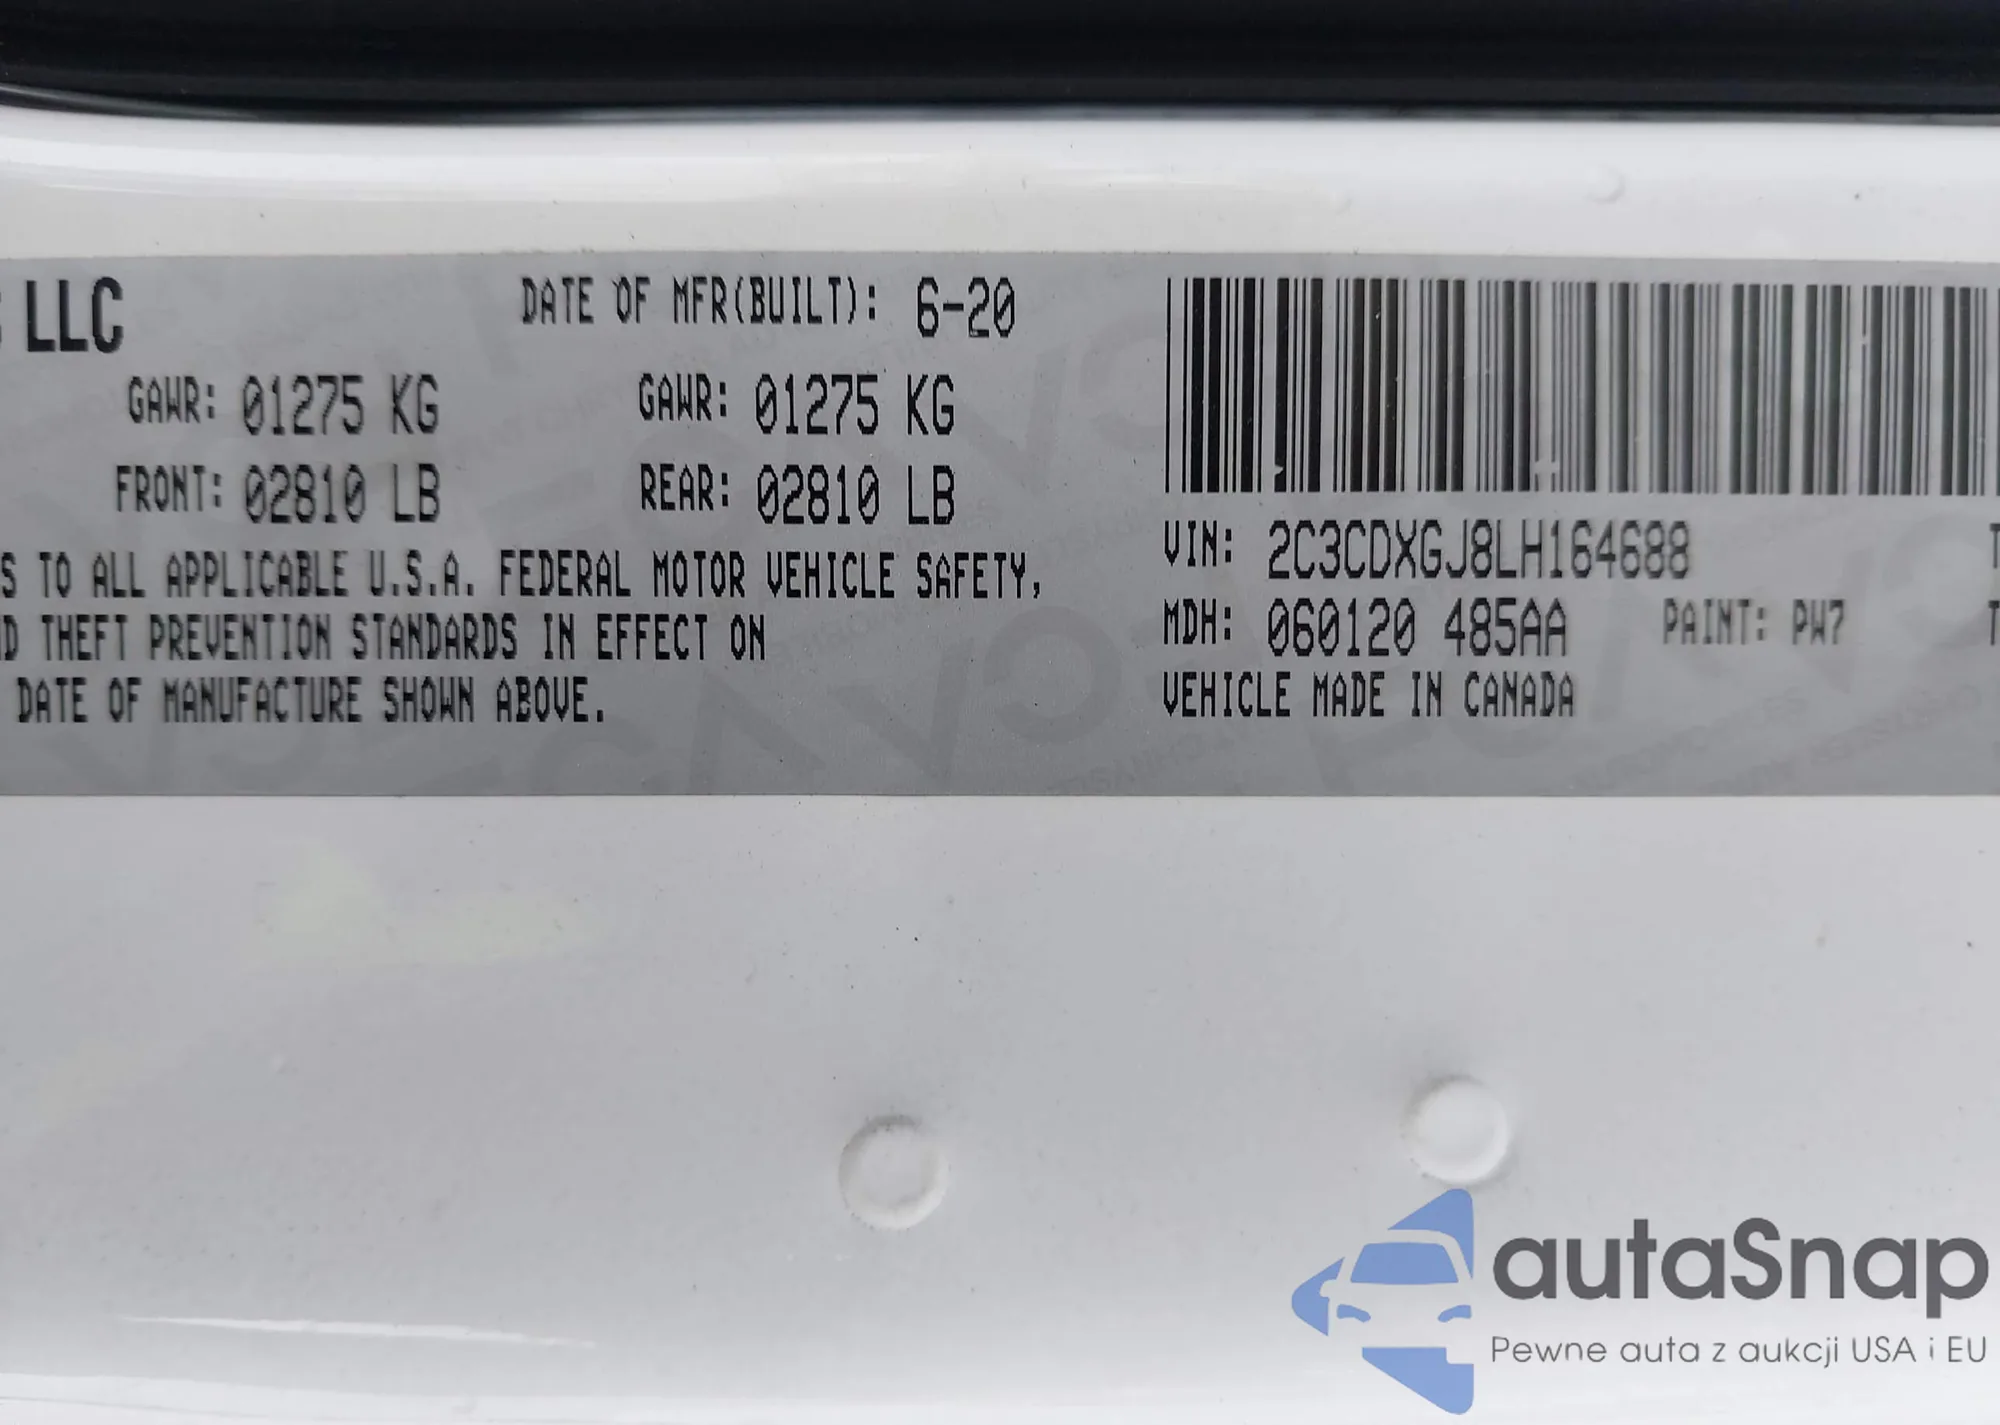 LLC DATE OF MFR(BUILT): 6-20
GAWR: 01275 KG GAWR: 01275 KG
FRONT: 02810 LB REAR: 02810 LB
S TO ALL APPLICABLE U.S.A. FEDERAL MOTOR VEHICLE SAFETY,
D THEFT PREVENTION STANDARDS IN EFFECT ON
DATE OF MANUFACTURE SHOWN ABOVE.
VIN: 2C3CDXGJ8LH164688 T
MDH: 060120 485AA PAINT: PW7 T
VEHICLE MADE IN CANADA
autaSnap
Pewne auta z aukcji USA i EU